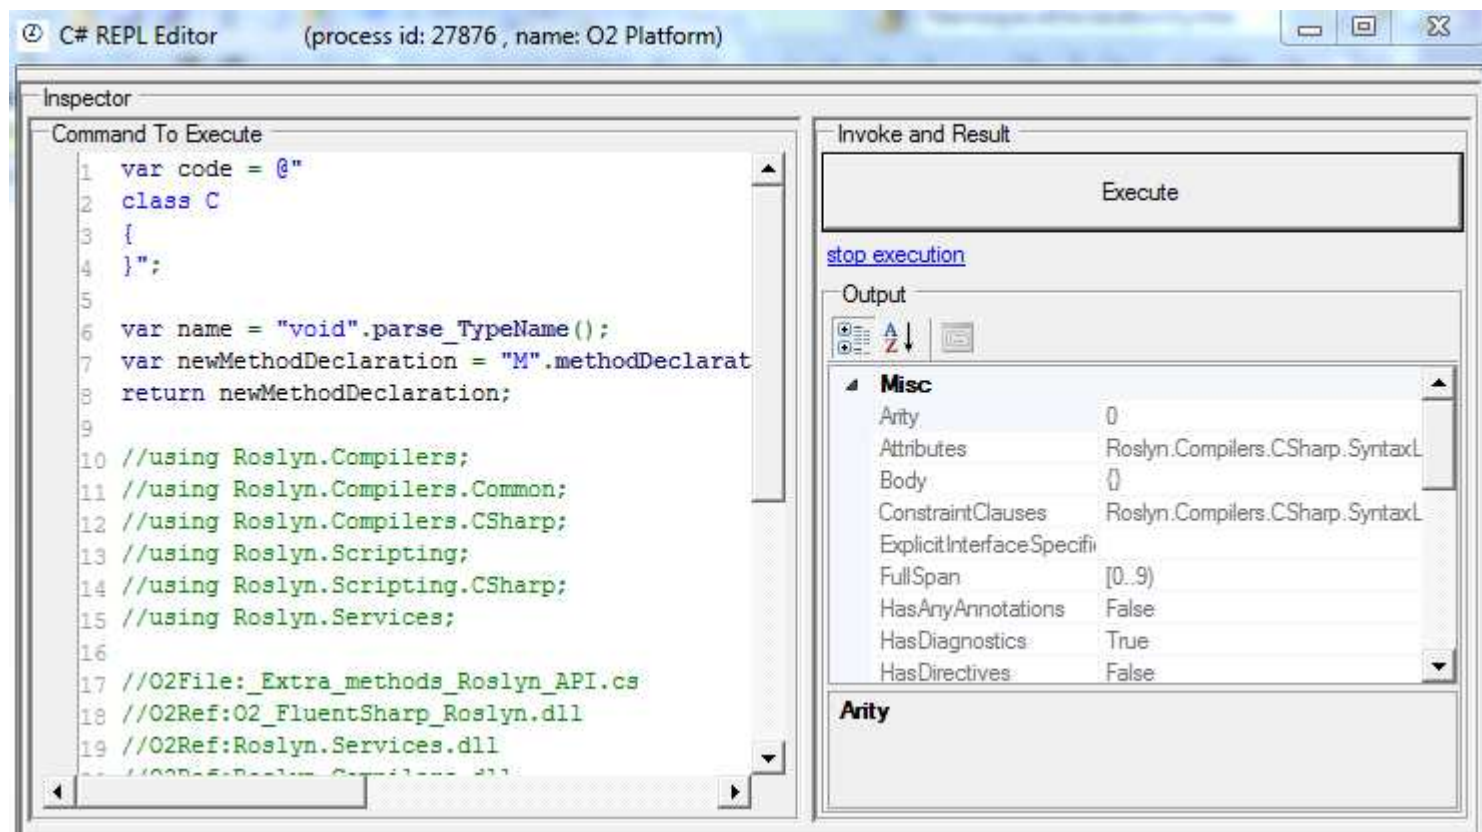 C# REPL Editor (process id: 27876 , name: O2 Platform)
Inspector
Command To Execute
1 var code = @"
2 class C
3 {
4 }";
5
6 var name = "void".parse_TypeName();
7 var newMethodDeclaration = "M".methodDeclarat
8 return newMethodDeclaration;
9
10 //using Roslyn.Compilers;
11 //using Roslyn.Compilers.Common;
12 //using Roslyn.Compilers.CSharp;
13 //using Roslyn.Scripting;
14 //using Roslyn.Scripting.CSharp;
15 //using Roslyn.Services;
16
17 //O2File:_Extra_methods_Roslyn_API.cs
18 //O2Ref:O2_FluentSharp_Roslyn.dll
19 //O2Ref:Roslyn.Services.dll
Invoke and Result
Execute
stop execution
Output
Misc
Arity 0
Attributes Roslyn.Compilers.CSharp.SyntaxL
Body {}
ConstraintClauses Roslyn.Compilers.CSharp.SyntaxL
ExplicitInterfaceSpecifi
FullSpan [0..9)
HasAnyAnnotations False
HasDiagnostics True
HasDirectives False
Arity